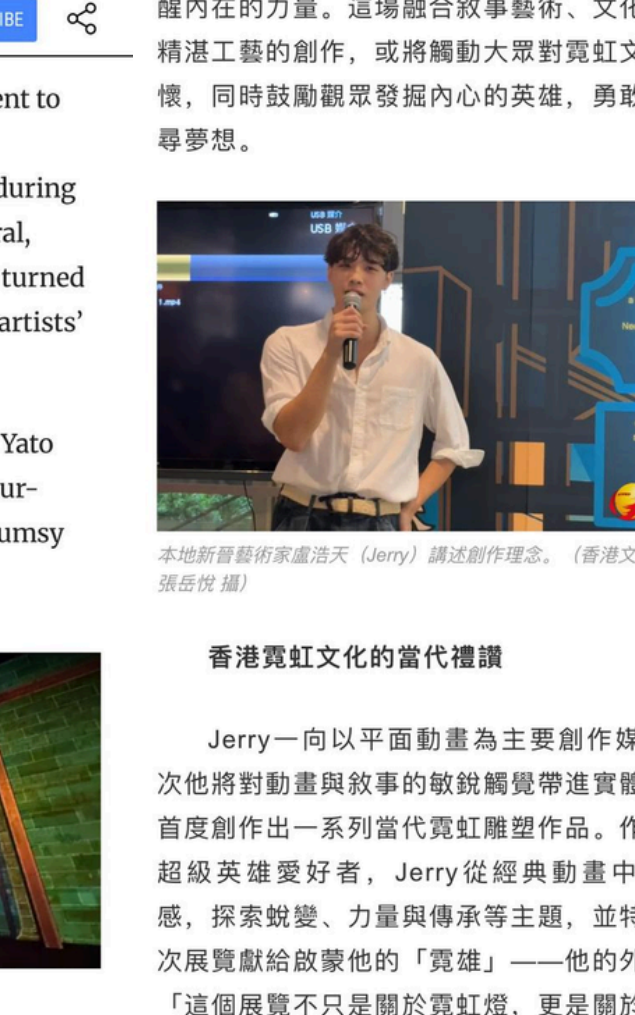 IBE
ent to
during
ral,
turned
artists’
Yato
ur-
umsy
醒內在的力量。這場融合敘事藝術、文化
精湛工藝的創作，或將觸動大眾對霓虹文
懷，同時鼓勵觀眾發掘內心的英雄，勇敢
尋夢想。
USB 媒介
USB
1.mp4
a
Ne
本地新晉藝術家盧浩天（Jerry）講述創作理念。（香港文
張岳悅 攝）
香港霓虹文化的當代禮讚
Jerry一向以平面動畫為主要創作媒
次他將對動畫與敘事的敏銳觸覺帶進實體
首度創作出一系列當代霓虹雕塑作品。作
超級英雄愛好者，Jerry從經典動畫中
感，探索蛻變、力量與傳承等主題，並特
次展覽獻給啟蒙他的「霓雄」——他的外
「這個展覽不只是關於霓虹燈，更是關於